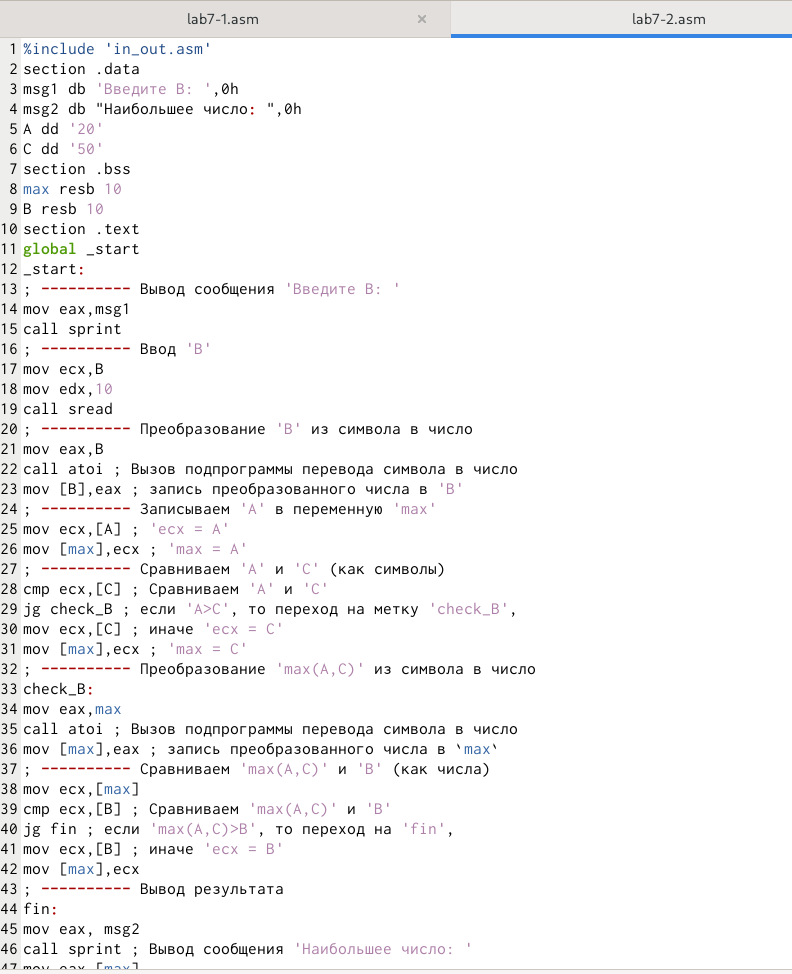 lab7-1.asm × lab7-2.asm
1 %include 'in_out.asm'
2 section .data
3 msg1 db 'Введите B: ',0h
4 msg2 db "Наибольшее число: ",0h
5 A dd '20'
6 C dd '50'
7 section .bss
8 max resb 10
9 B resb 10
10 section .text
11 global _start
12 _start:
13 ; ---------- Вывод сообщения 'Введите B: '
14 mov eax,msg1
15 call sprint
16 ; ---------- Ввод 'B'
17 mov ecx,B
18 mov edx,10
19 call sread
20 ; ---------- Преобразование 'B' из символа в число
21 mov eax,B
22 call atoi ; Вызов подпрограммы перевода символа в число
23 mov [B],eax ; запись преобразованного числа в 'B'
24 ; ---------- Записываем 'A' в переменную 'max'
25 mov ecx,[A] ; 'ecx = A'
26 mov [max],ecx ; 'max = A'
27 ; ---------- Сравниваем 'A' и 'C' (как символы)
28 cmp ecx,[C] ; Сравниваем 'A' и 'C'
29 jg check_B ; если 'A>C', то переход на метку 'check_B',
30 mov ecx,[C] ; иначе 'ecx = C'
31 mov [max],ecx ; 'max = C'
32 ; ---------- Преобразование 'max(A,C)' из символа в число
33 check_B:
34 mov eax,max
35 call atoi ; Вызов подпрограммы перевода символа в число
36 mov [max],eax ; запись преобразованного числа в `max`
37 ; ---------- Сравниваем 'max(A,C)' и 'B' (как числа)
38 mov ecx,[max]
39 cmp ecx,[B] ; Сравниваем 'max(A,C)' и 'B'
40 jg fin ; если 'max(A,C)>B', то переход на 'fin',
41 mov ecx,[B] ; иначе 'ecx = B'
42 mov [max],ecx
43 ; ---------- Вывод результата
44 fin:
45 mov eax, msg2
46 call sprint ; Вывод сообщения 'Наибольшее число: '
47 mov eax,[max]